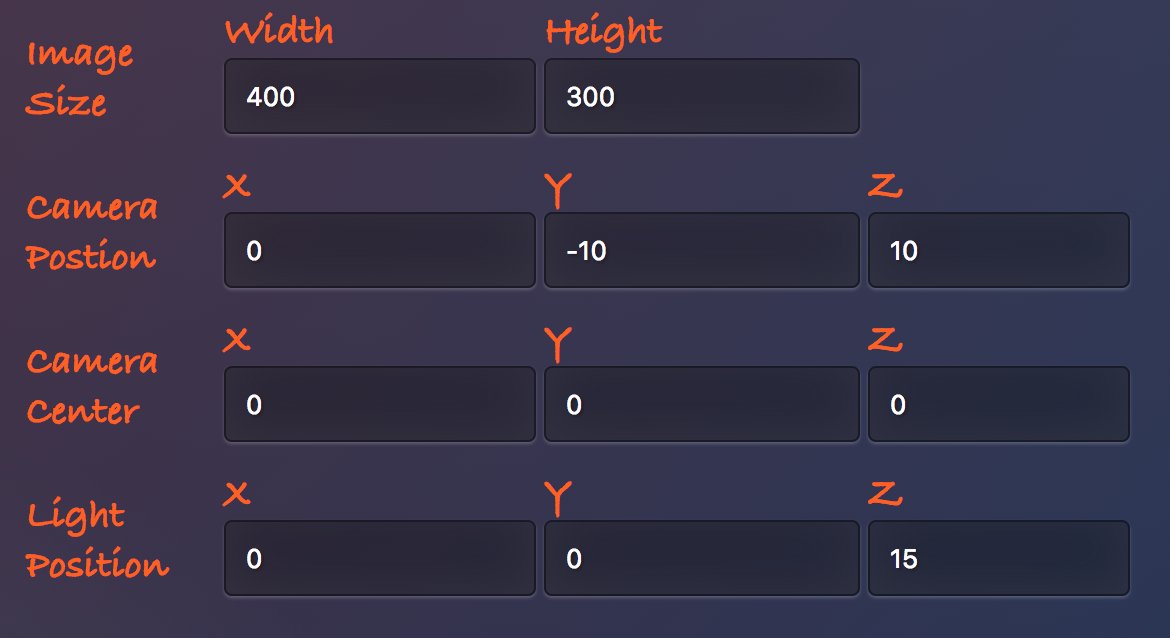 Width Height
Image
Size
400 300
X Y Z
Camera
Postion
0 -10 10
X Y Z
Camera
Center
0 0 0
X Y Z
Light
Position
0 0 15